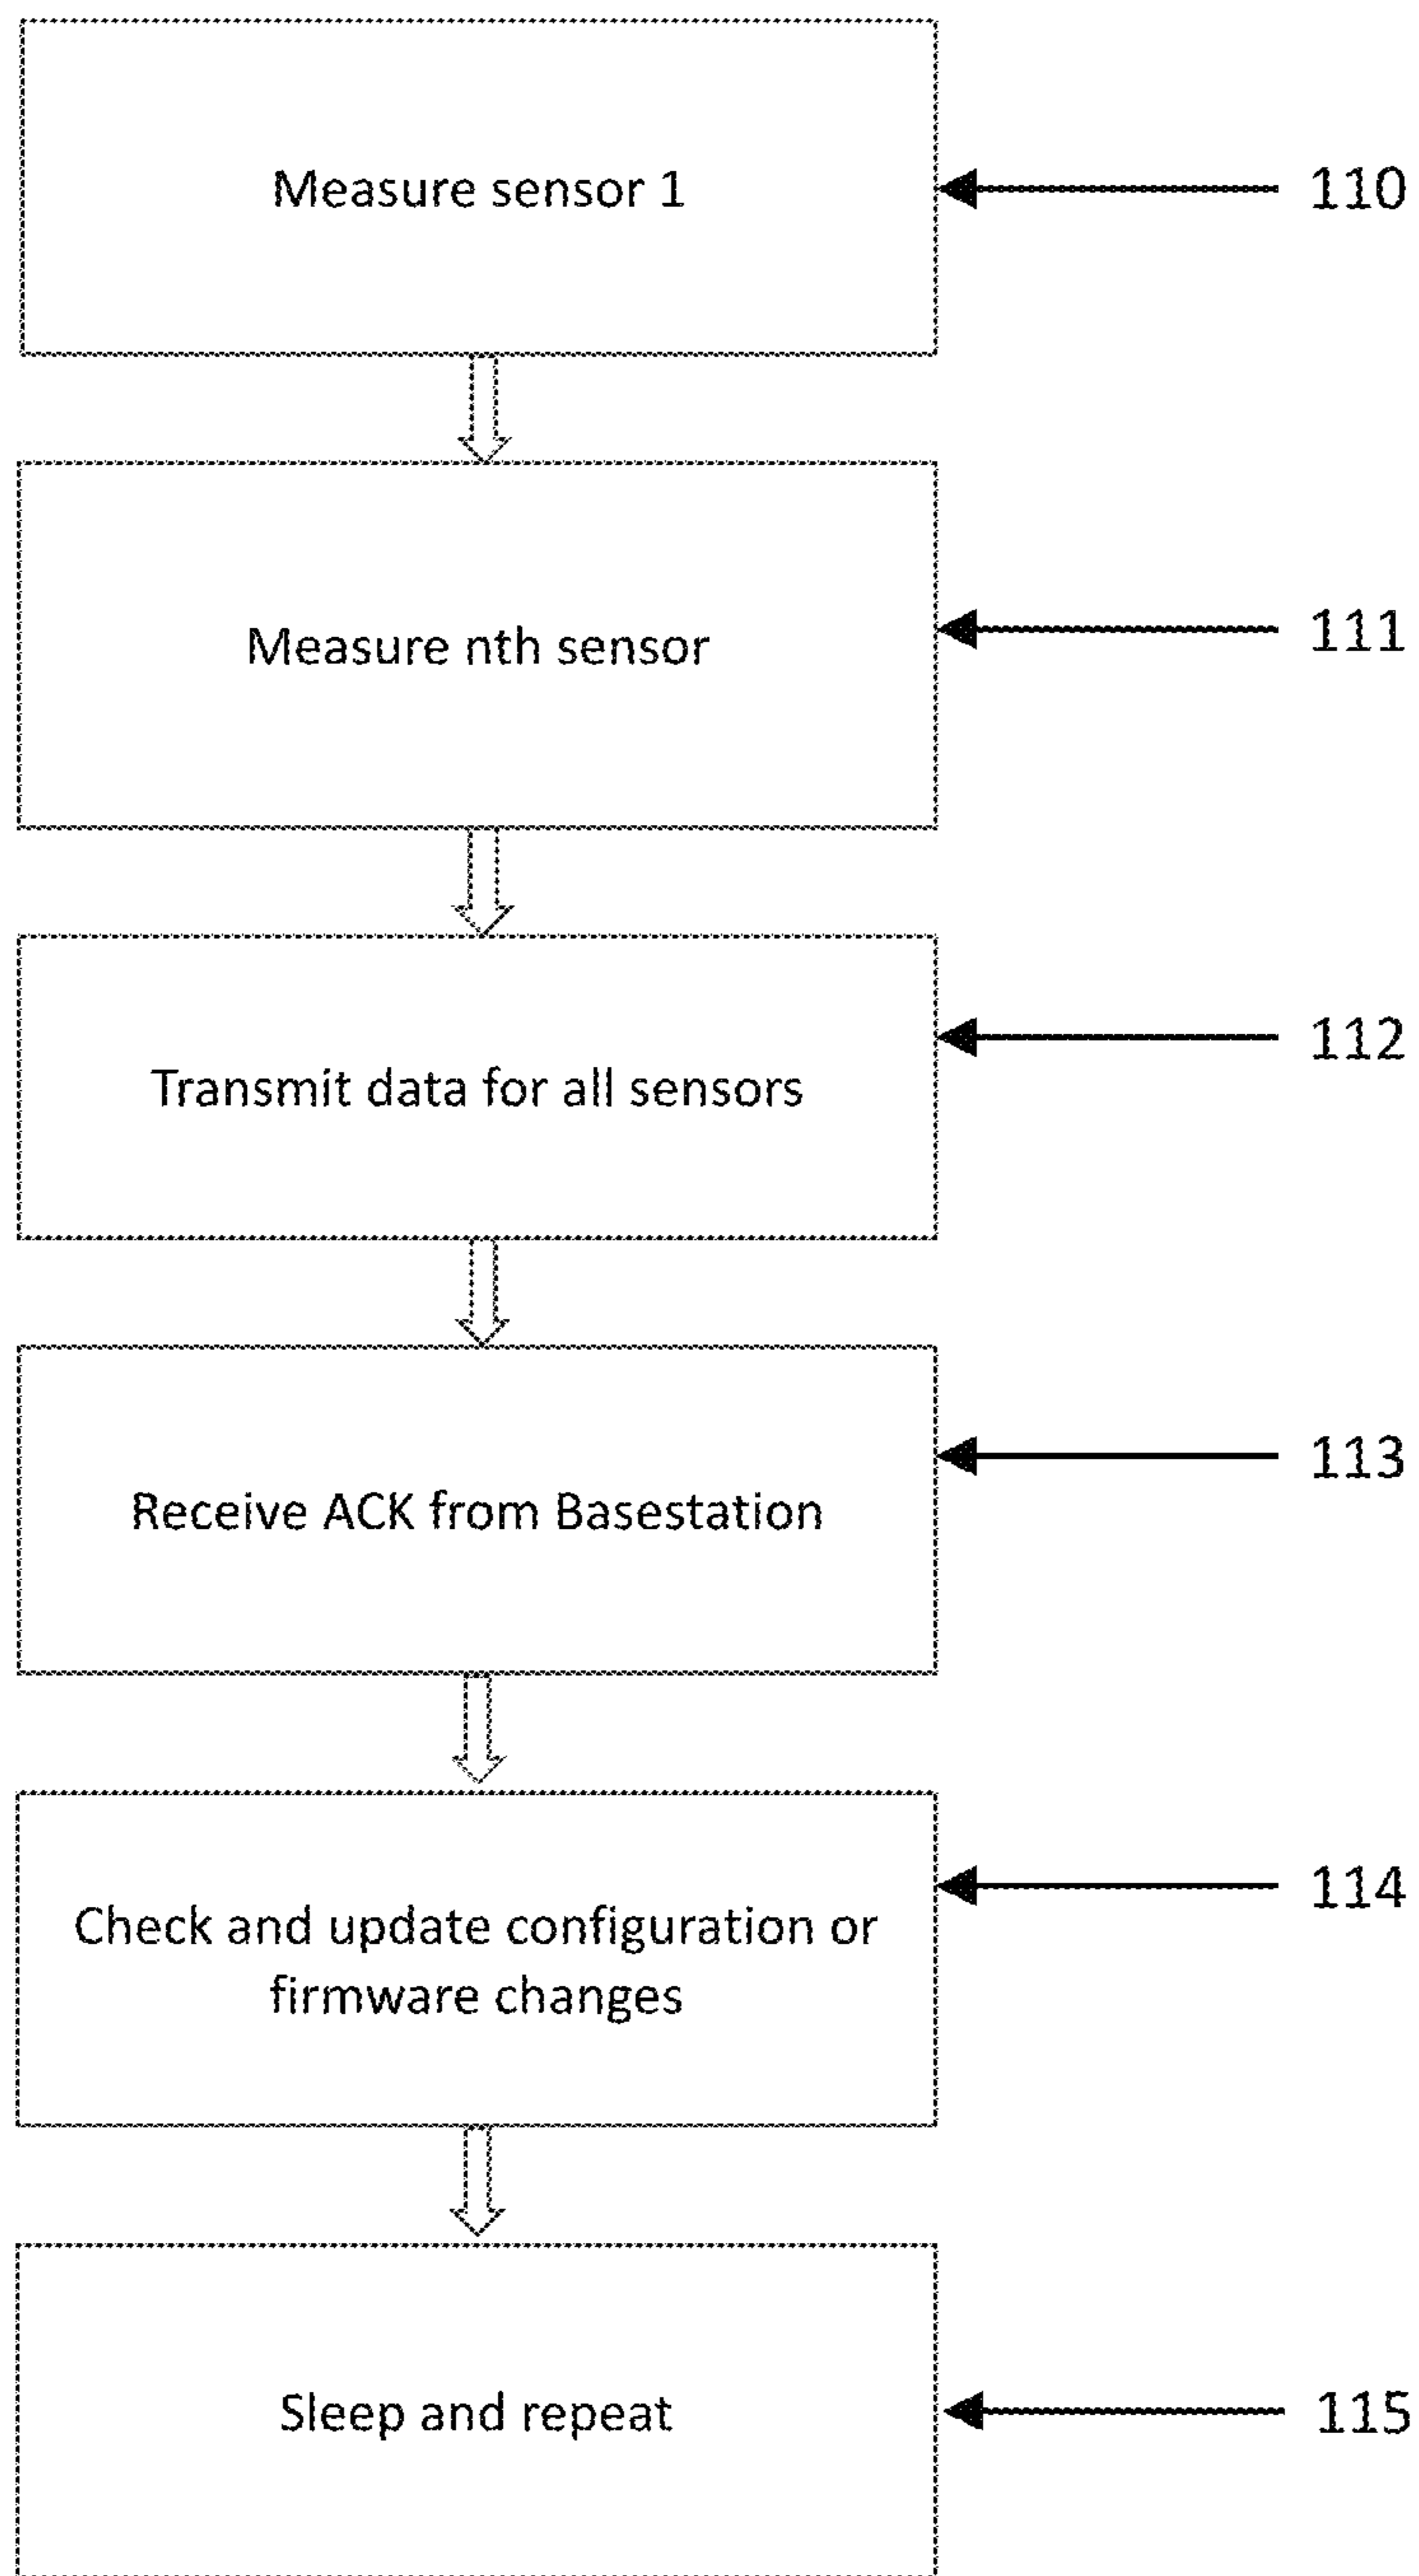 Measure sensor 1
110
Measure nth sensor
111
Transmit data for all sensors
112
Receive ACK from Basestation
113
Check and update configuration or
firmware changes
114
Sleep and repeat
115